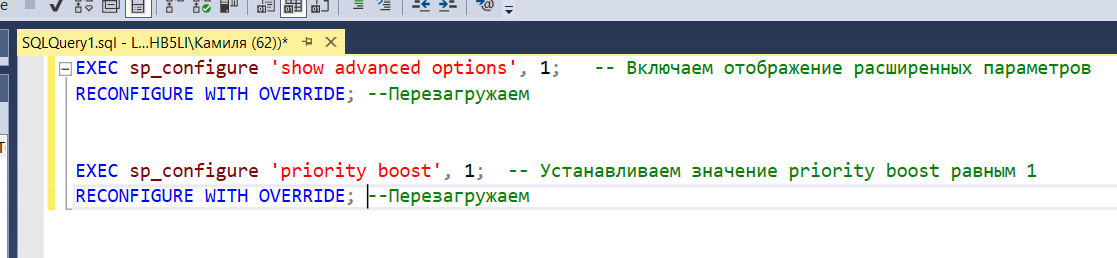 SQLQuery1.sql - L...HB5LI\Камиля (62))*
EXEC sp_configure 'show advanced options', 1;   -- Включаем отображение расширенных параметров
RECONFIGURE WITH OVERRIDE; --Перезагружаем
EXEC sp_configure 'priority boost', 1;  -- Устанавливаем значение priority boost равным 1
RECONFIGURE WITH OVERRIDE; --Перезагружаем